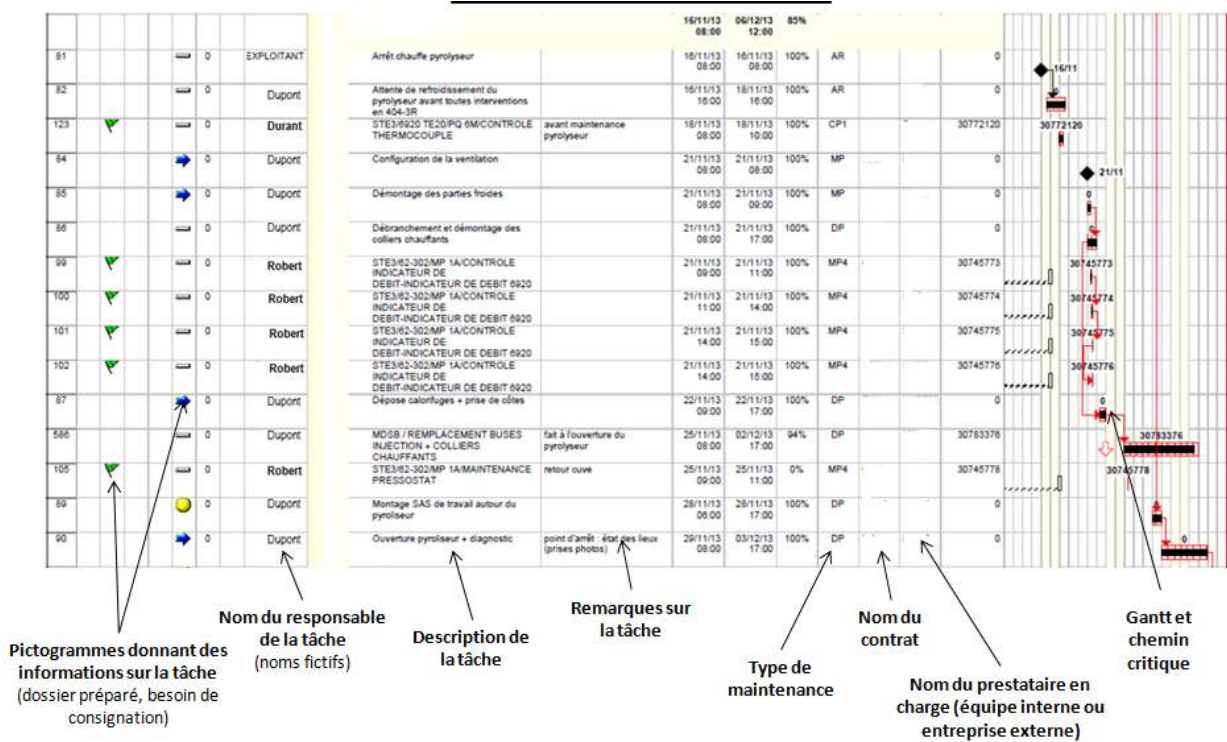 16/11/13 06/12/13 85%
08:00 12:00
81 0 EXPLOITANT Arrêt chauffe pyrolyseur 16/11/13 16/11/13 100% AR 0
08:00 08:00
16/11
82 0 Dupont Attente de refroidissement du 16/11/13 18/11/13 100% AR 0 0
pyrolyseur avant toutes interventions 16:00 16:00
en 404-3R
123 Durant STE3/6920 TE20/PQ 6M/CONTROLE avant maintenance 18/11/13 18/11/13 100% CP1 30772120 30772120
THERMOCOUPLE pyrolyseur 08:00 10:00
84 0 Dupont Configuration de la ventilation 21/11/13 21/11/13 100% MP 0
08:00 08:00
21/11
85 0 Dupont Démontage des parties froides 21/11/13 21/11/13 100% MP 0 0
08:00 09:00
86 0 Dupont Débranchement et démontage des 21/11/13 21/11/13 100% DP 0 0
colliers chauffants 08:00 17:00
99 0 Robert STE3/62-302/MP 1A/CONTROLE 21/11/13 21/11/13 100% MP4 30745773 30745773
INDICATEUR DE 09:00 11:00
DEBIT-INDICATEUR DE DEBIT 6920
100 0 Robert STE3/62-302/MP 1A/CONTROLE 21/11/13 21/11/13 100% MP4 30745774 30745774
INDICATEUR DE 11:00 14:00
DEBIT-INDICATEUR DE DEBIT 6920
101 0 Robert STE3/62-302/MP 1A/CONTROLE 21/11/13 21/11/13 100% MP4 30745775 30745775
INDICATEUR DE 14:00 15:00
DEBIT-INDICATEUR DE DEBIT 6920
102 0 Robert STE3/62-302/MP 1A/CONTROLE 21/11/13 21/11/13 100% MP4 30745776 30745776
INDICATEUR DE 14:00 15:00
DEBIT-INDICATEUR DE DEBIT 6920
87 0 Dupont Dépose calorifuges + prise de côtes 22/11/13 22/11/13 100% DP 0 0
09:00 17:00
586 0 Dupont MDSB / REMPLACEMENT BUSES fait à l'ouverture du 25/11/13 02/12/13 94% DP 30783376 30783376
INJECTION + COLLIERS pyrolyseur 08:00 17:00
CHAUFFANTS
105 0 Robert STE3/62-302/MP 1A/MAINTENANCE retour cuve 25/11/13 25/11/13 0% MP4 30745778 30745778
PRESSOSTAT 09:00 11:00
89 0 Dupont Montage SAS de travail autour du 28/11/13 28/11/13 100% DP 0
pyroliseur 06:00 17:00
90 0 Dupont Ouverture pyroliseur + diagnostic point d'arrêt : état des lieux 29/11/13 03/12/13 100% DP 0 0
(prises photos) 08:00 17:00
Pictogrammes donnant des
informations sur la tâche
(dossier préparé, besoin de
consignation)
Nom du responsable
de la tâche
(noms fictifs)
Description de
la tâche
Remarques sur
la tâche
Type de
maintenance
Nom du
contrat
Nom du prestataire en
charge (équipe interne ou
entreprise externe)
Gantt et
chemin
critique